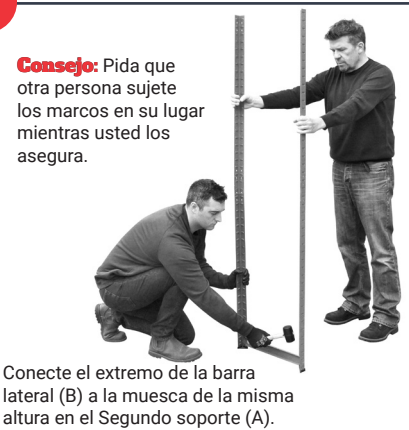 Consejo: Pida que
otra persona sujete
los marcos en su lugar
mientras usted los
asegura.
Conecte el extremo de la barra
lateral (B) a la muesca de la misma
altura en el Segundo soporte (A).